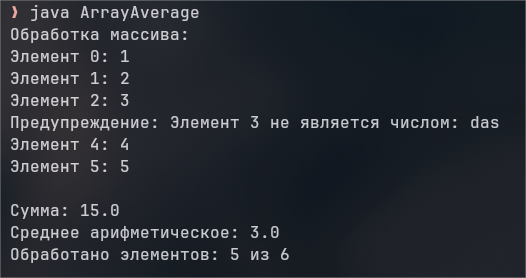 ❯ java ArrayAverage
Обработка массива:
Элемент 0: 1
Элемент 1: 2
Элемент 2: 3
Предупреждение: Элемент 3 не является числом: das
Элемент 4: 4
Элемент 5: 5
Сумма: 15.0
Среднее арифметическое: 3.0
Обработано элементов: 5 из 6